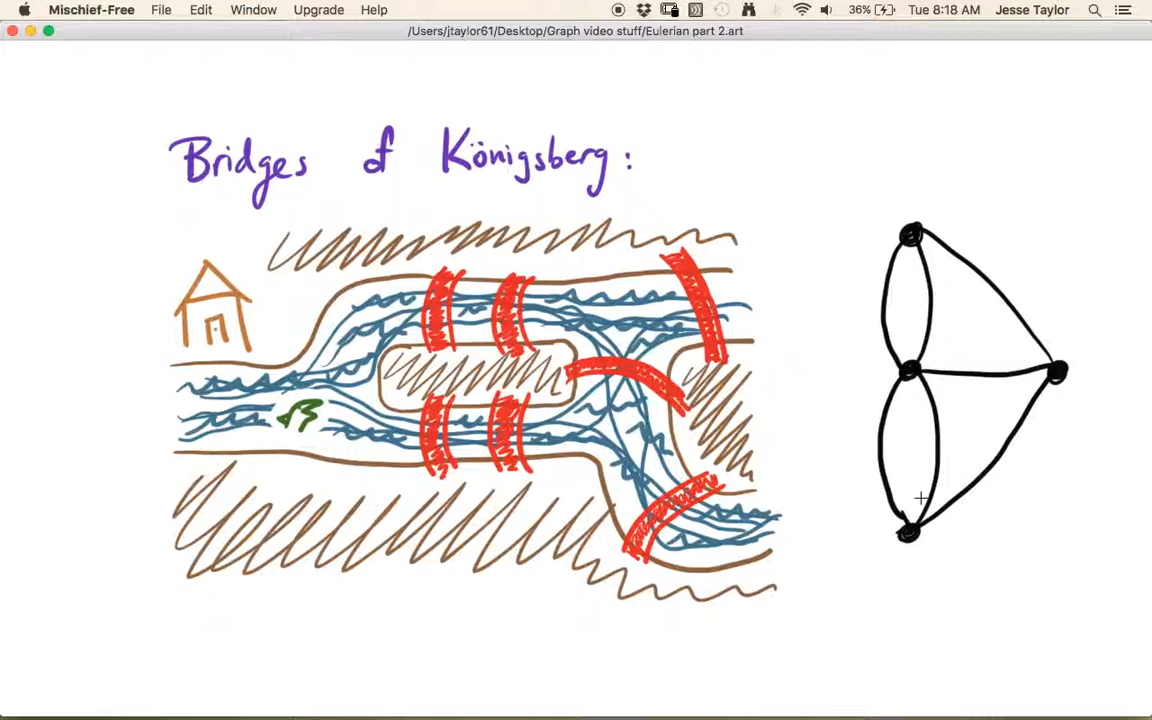 Mischief-Free File Edit Window Upgrade Help 36% Tue 8:18 AM Jesse Taylor
/Users/jtaylor61/Desktop/Graph video stuff/Eulerian part 2.art
Bridges of Königsberg: